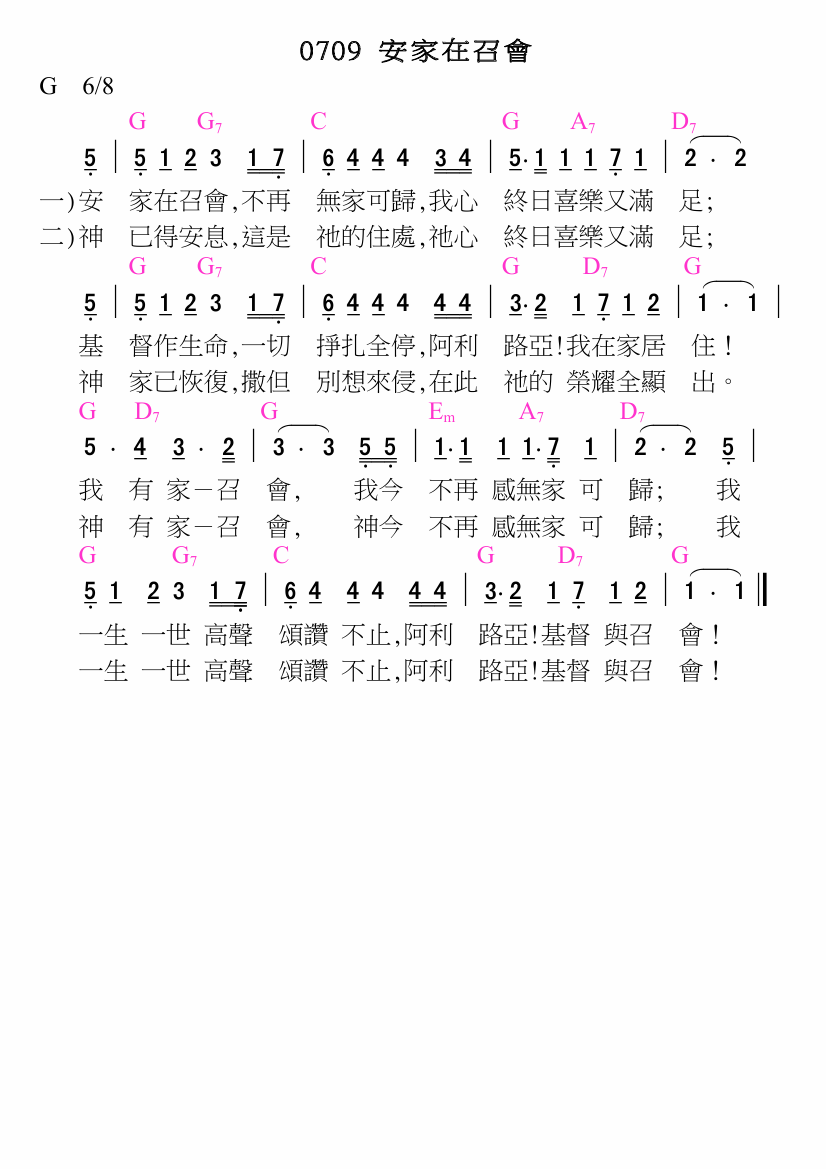 0709 安家在召會
G 6/8
G G7 C G A7 D7
5 | 5 1 2 3 1 7 | 6 4 4 4 3 4 | 5· 1 1 1 7 1 | 2 · 2
一)安 家在召會,不再 無家可歸,我心 終日喜樂又滿 足;
二)神 已得安息,這是 祂的住處,祂心 終日喜樂又滿 足;
G G7 C G D7 G
5 | 5 1 2 3 1 7 | 6 4 4 4 4 4 | 3· 2 1 7 1 2 | 1 · 1 |
基 督作生命,一切 掙扎全停,阿利 路亞!我在家居 住!
神 家已恢復,撒但 別想來侵,在此 祂的 榮耀全顯 出。
G D7 G Em A7 D7
5 · 4 3 · 2 | 3 · 3 5 5 | 1· 1 1 1· 7 1 | 2 · 2 5 |
我 有 家－召 會, 我今 不再 感無家 可 歸; 我
神 有 家－召 會, 神今 不再 感無家 可 歸; 我
G G7 C G D7 G
5 1 2 3 1 7 | 6 4 4 4 4 4 | 3· 2 1 7 1 2 | 1 · 1 ‖
一生 一世 高聲 頌讚 不止,阿利 路亞!基督 與召 會!
一生 一世 高聲 頌讚 不止,阿利 路亞!基督 與召 會!